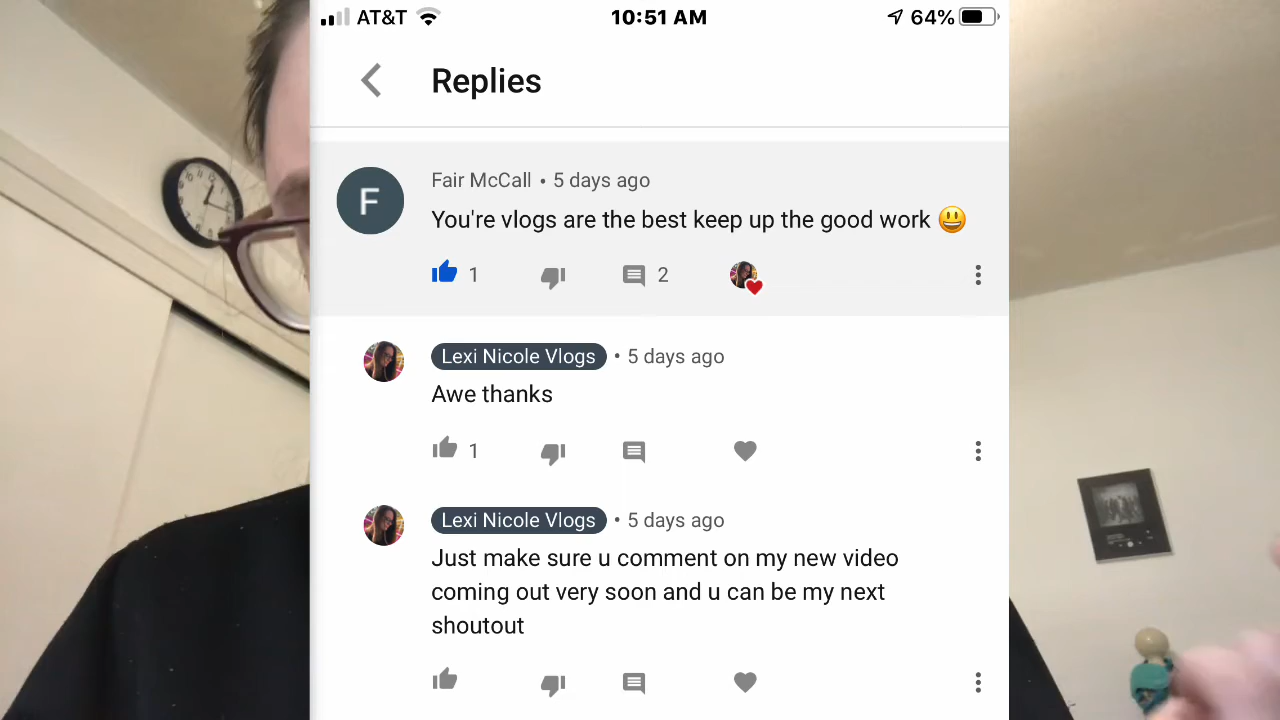 AT&T 10:51 AM 64%
Replies
F
Fair McCall • 5 days ago
You're vlogs are the best keep up the good work 😃
1 2
Lexi Nicole Vlogs • 5 days ago
Awe thanks
1
Lexi Nicole Vlogs • 5 days ago
Just make sure u comment on my new video
coming out very soon and u can be my next
shoutout